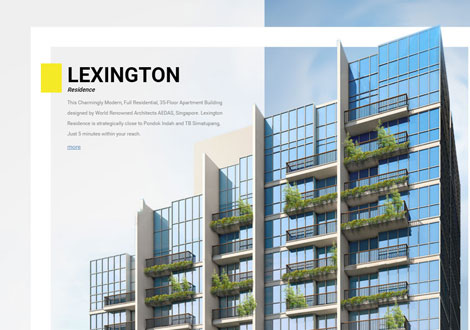 LEXINGTON
Residence
This Charmingly Modern, Full Residential, 35-Floor Apartment Building
designed by World Renowned Architects AEDAS, Singapore. Lexington
Residence is strategically close to Pondok Indah and TB Simatupang,
Just 5 minutes within your reach.
more